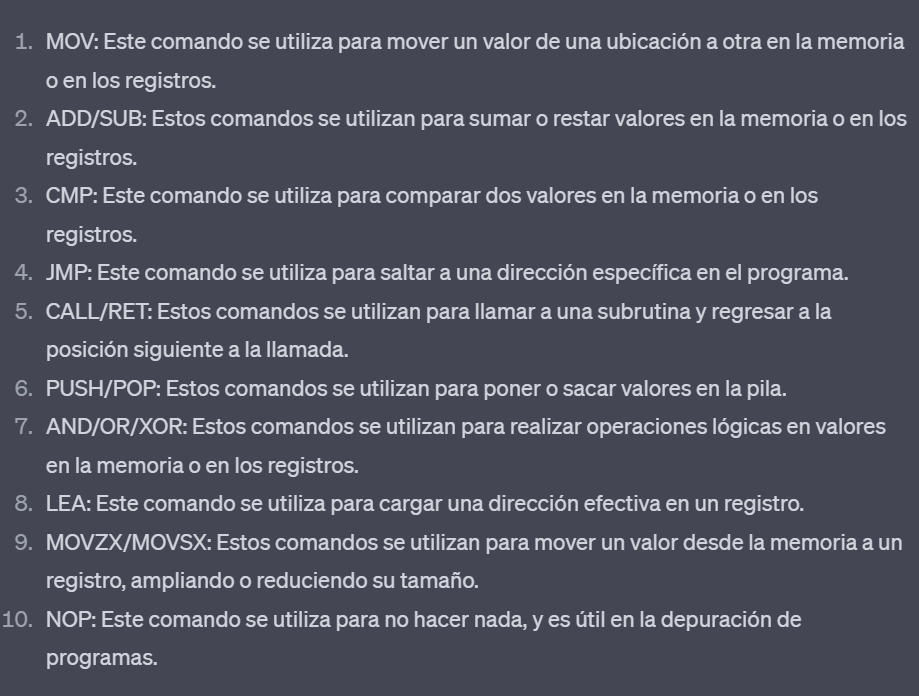 1. MOV: Este comando se utiliza para mover un valor de una ubicación a otra en la memoria
o en los registros.
2. ADD/SUB: Estos comandos se utilizan para sumar o restar valores en la memoria o en los
registros.
3. CMP: Este comando se utiliza para comparar dos valores en la memoria o en los
registros.
4. JMP: Este comando se utiliza para saltar a una dirección específica en el programa.
5. CALL/RET: Estos comandos se utilizan para llamar a una subrutina y regresar a la
posición siguiente a la llamada.
6. PUSH/POP: Estos comandos se utilizan para poner o sacar valores en la pila.
7. AND/OR/XOR: Estos comandos se utilizan para realizar operaciones lógicas en valores
en la memoria o en los registros.
8. LEA: Este comando se utiliza para cargar una dirección efectiva en un registro.
9. MOVZX/MOVSX: Estos comandos se utilizan para mover un valor desde la memoria a un
registro, ampliando o reduciendo su tamaño.
10. NOP: Este comando se utiliza para no hacer nada, y es útil en la depuración de
programas.